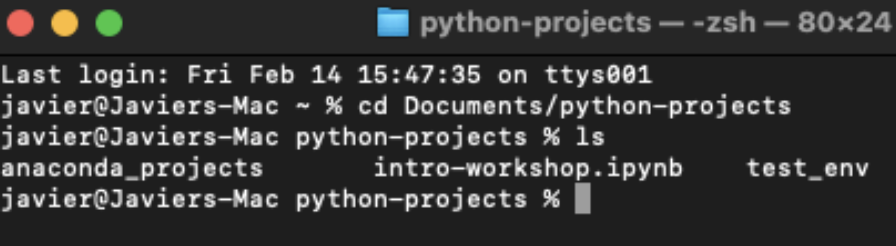 python-projects — -zsh — 80×24
Last login: Fri Feb 14 15:47:35 on ttys001
javier@Javiers-Mac ~ % cd Documents/python-projects
javier@Javiers-Mac python-projects % ls
anaconda_projects intro-workshop.ipynb test_env
javier@Javiers-Mac python-projects %